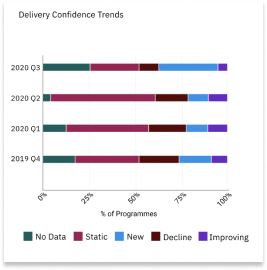 Delivery Confidence Trends
2020 Q3
2020 Q2
2020 Q1
2019 Q4
0% 25% 50% 75% 100%
% of Programmes
No Data Static New Decline Improving